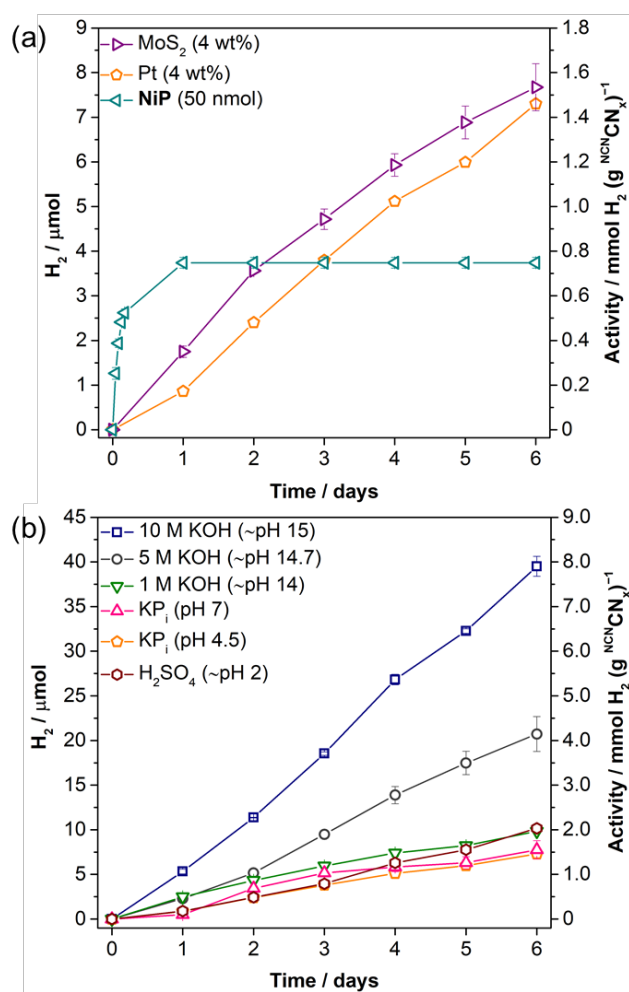 (a)
MoS₂ (4 wt%)
Pt (4 wt%)
NiP (50 nmol)
9
8
7
6
5
4
3
2
1
0
H₂ / μmol
1.8
1.6
1.4
1.2
1.0
0.8
0.6
0.4
0.2
0
Activity / mmol H₂ (g ᴺᶜᴺCNₓ)⁻¹
0 1 2 3 4 5 6
Time / days
(b)
10 M KOH (~pH 15)
5 M KOH (~pH 14.7)
1 M KOH (~pH 14)
KPᵢ (pH 7)
KPᵢ (pH 4.5)
H₂SO₄ (~pH 2)
45
40
35
30
25
20
15
10
5
0
H₂ / μmol
9.0
8.0
7.0
6.0
5.0
4.0
3.0
2.0
1.0
0
Activity / mmol H₂ (g ᴺᶜᴺCNₓ)⁻¹
0 1 2 3 4 5 6
Time / days